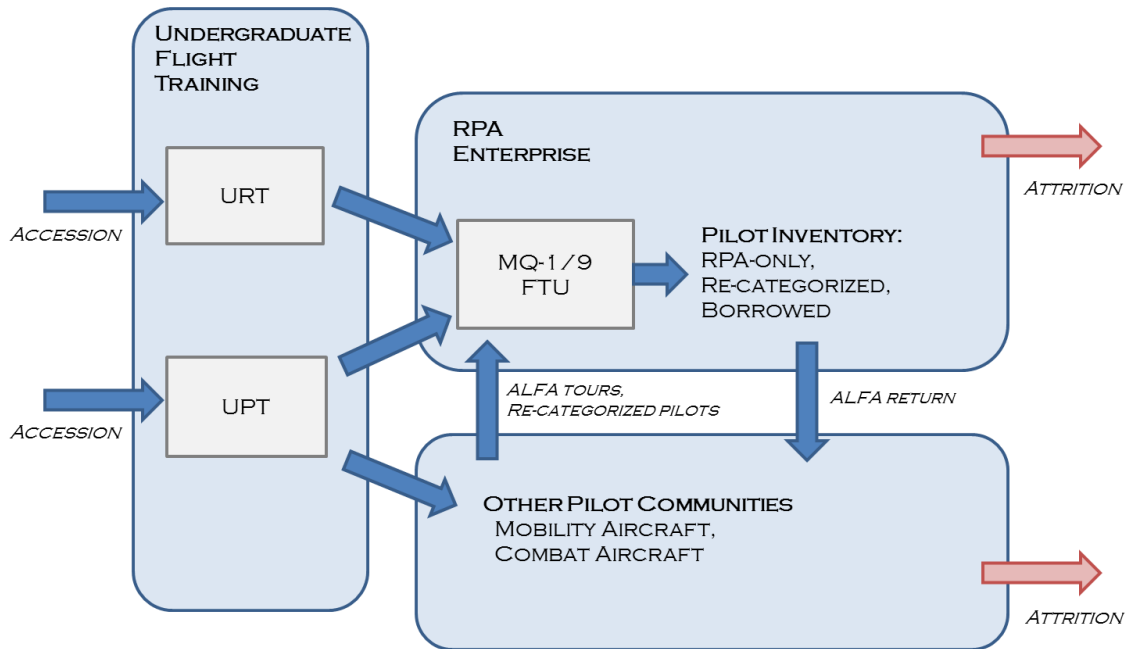 Undergraduate
Flight
Training
URT
Accession
UPT
Accession
RPA
Enterprise
MQ-1/9
FTU
Pilot Inventory:
RPA-only,
Re-categorized,
Borrowed
Attrition
ALFA tours,
Re-categorized pilots
ALFA return
Other Pilot Communities
Mobility Aircraft,
Combat Aircraft
Attrition